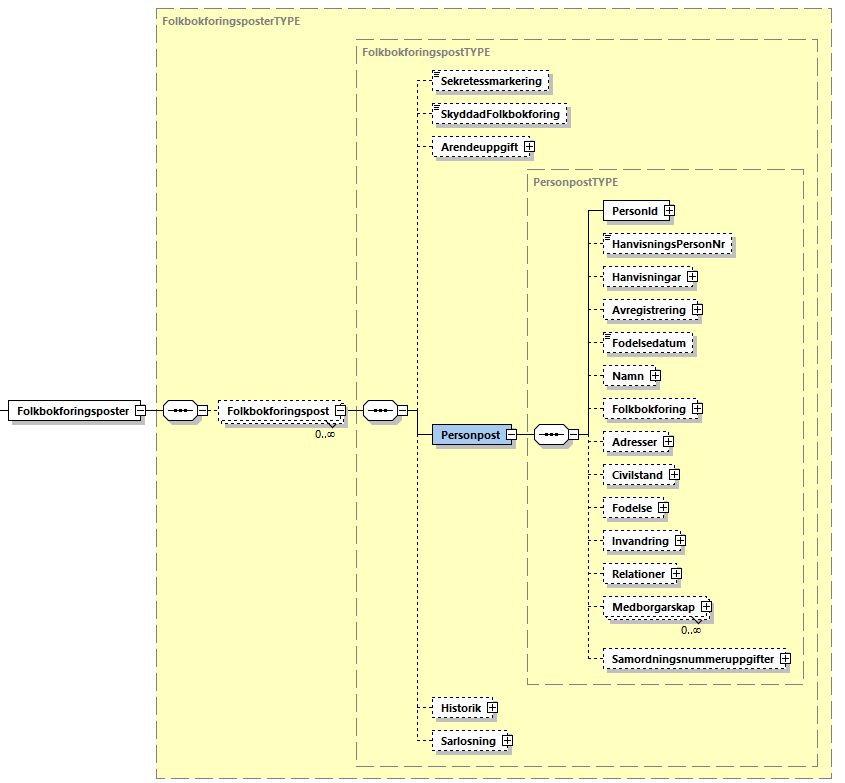 FolkbokforingsposterTYPE
FolkbokforingspostTYPE
Sekretessmarkering
SkyddadFolkbokforing
Arendeuppgift
PersonpostTYPE
PersonId
HanvisningsPersonNr
Hanvisningar
Avregistrering
Fodelsedatum
Namn
Folkbokforing
Folkbokforingsposter
Folkbokforingspost
0..∞
Personpost
Adresser
Civilstand
Fodelse
Invandring
Relationer
Medborgarskap
0..∞
Samordningsnummeruppgifter
Historik
Sarlosning